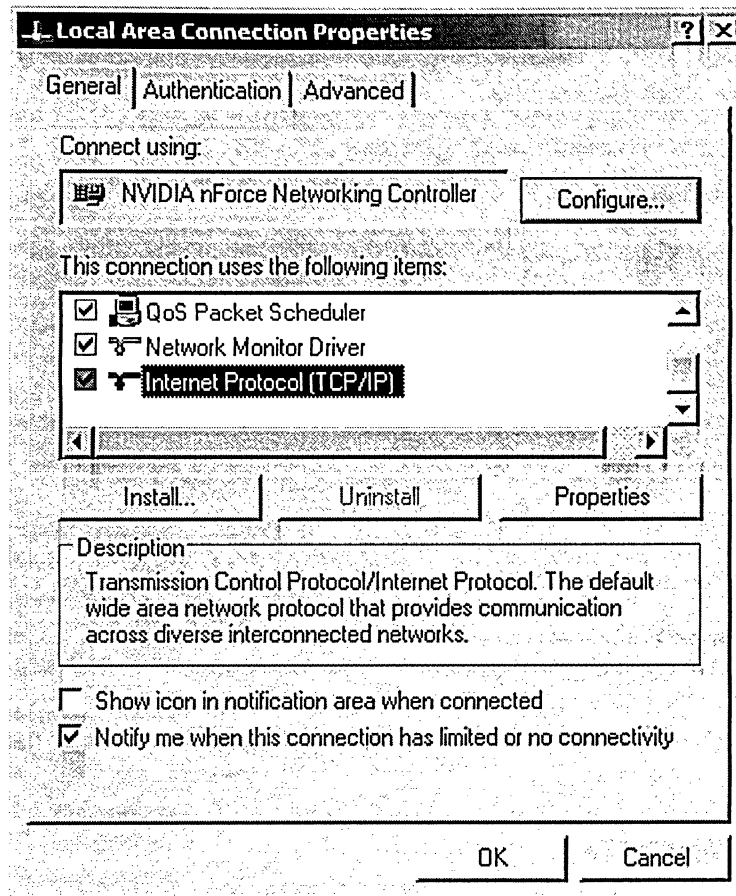 Local Area Connection Properties
General Authentication Advanced
Connect using:
NVIDIA nForce Networking Controller Configure...
This connection uses the following items:
QoS Packet Scheduler
Network Monitor Driver
Internet Protocol (TCP/IP)
Install... Uninstall Properties
Description
Transmission Control Protocol/Internet Protocol. The default
wide area network protocol that provides communication
across diverse interconnected networks.
Show icon in notification area when connected
Notify me when this connection has limited or no connectivity
OK Cancel